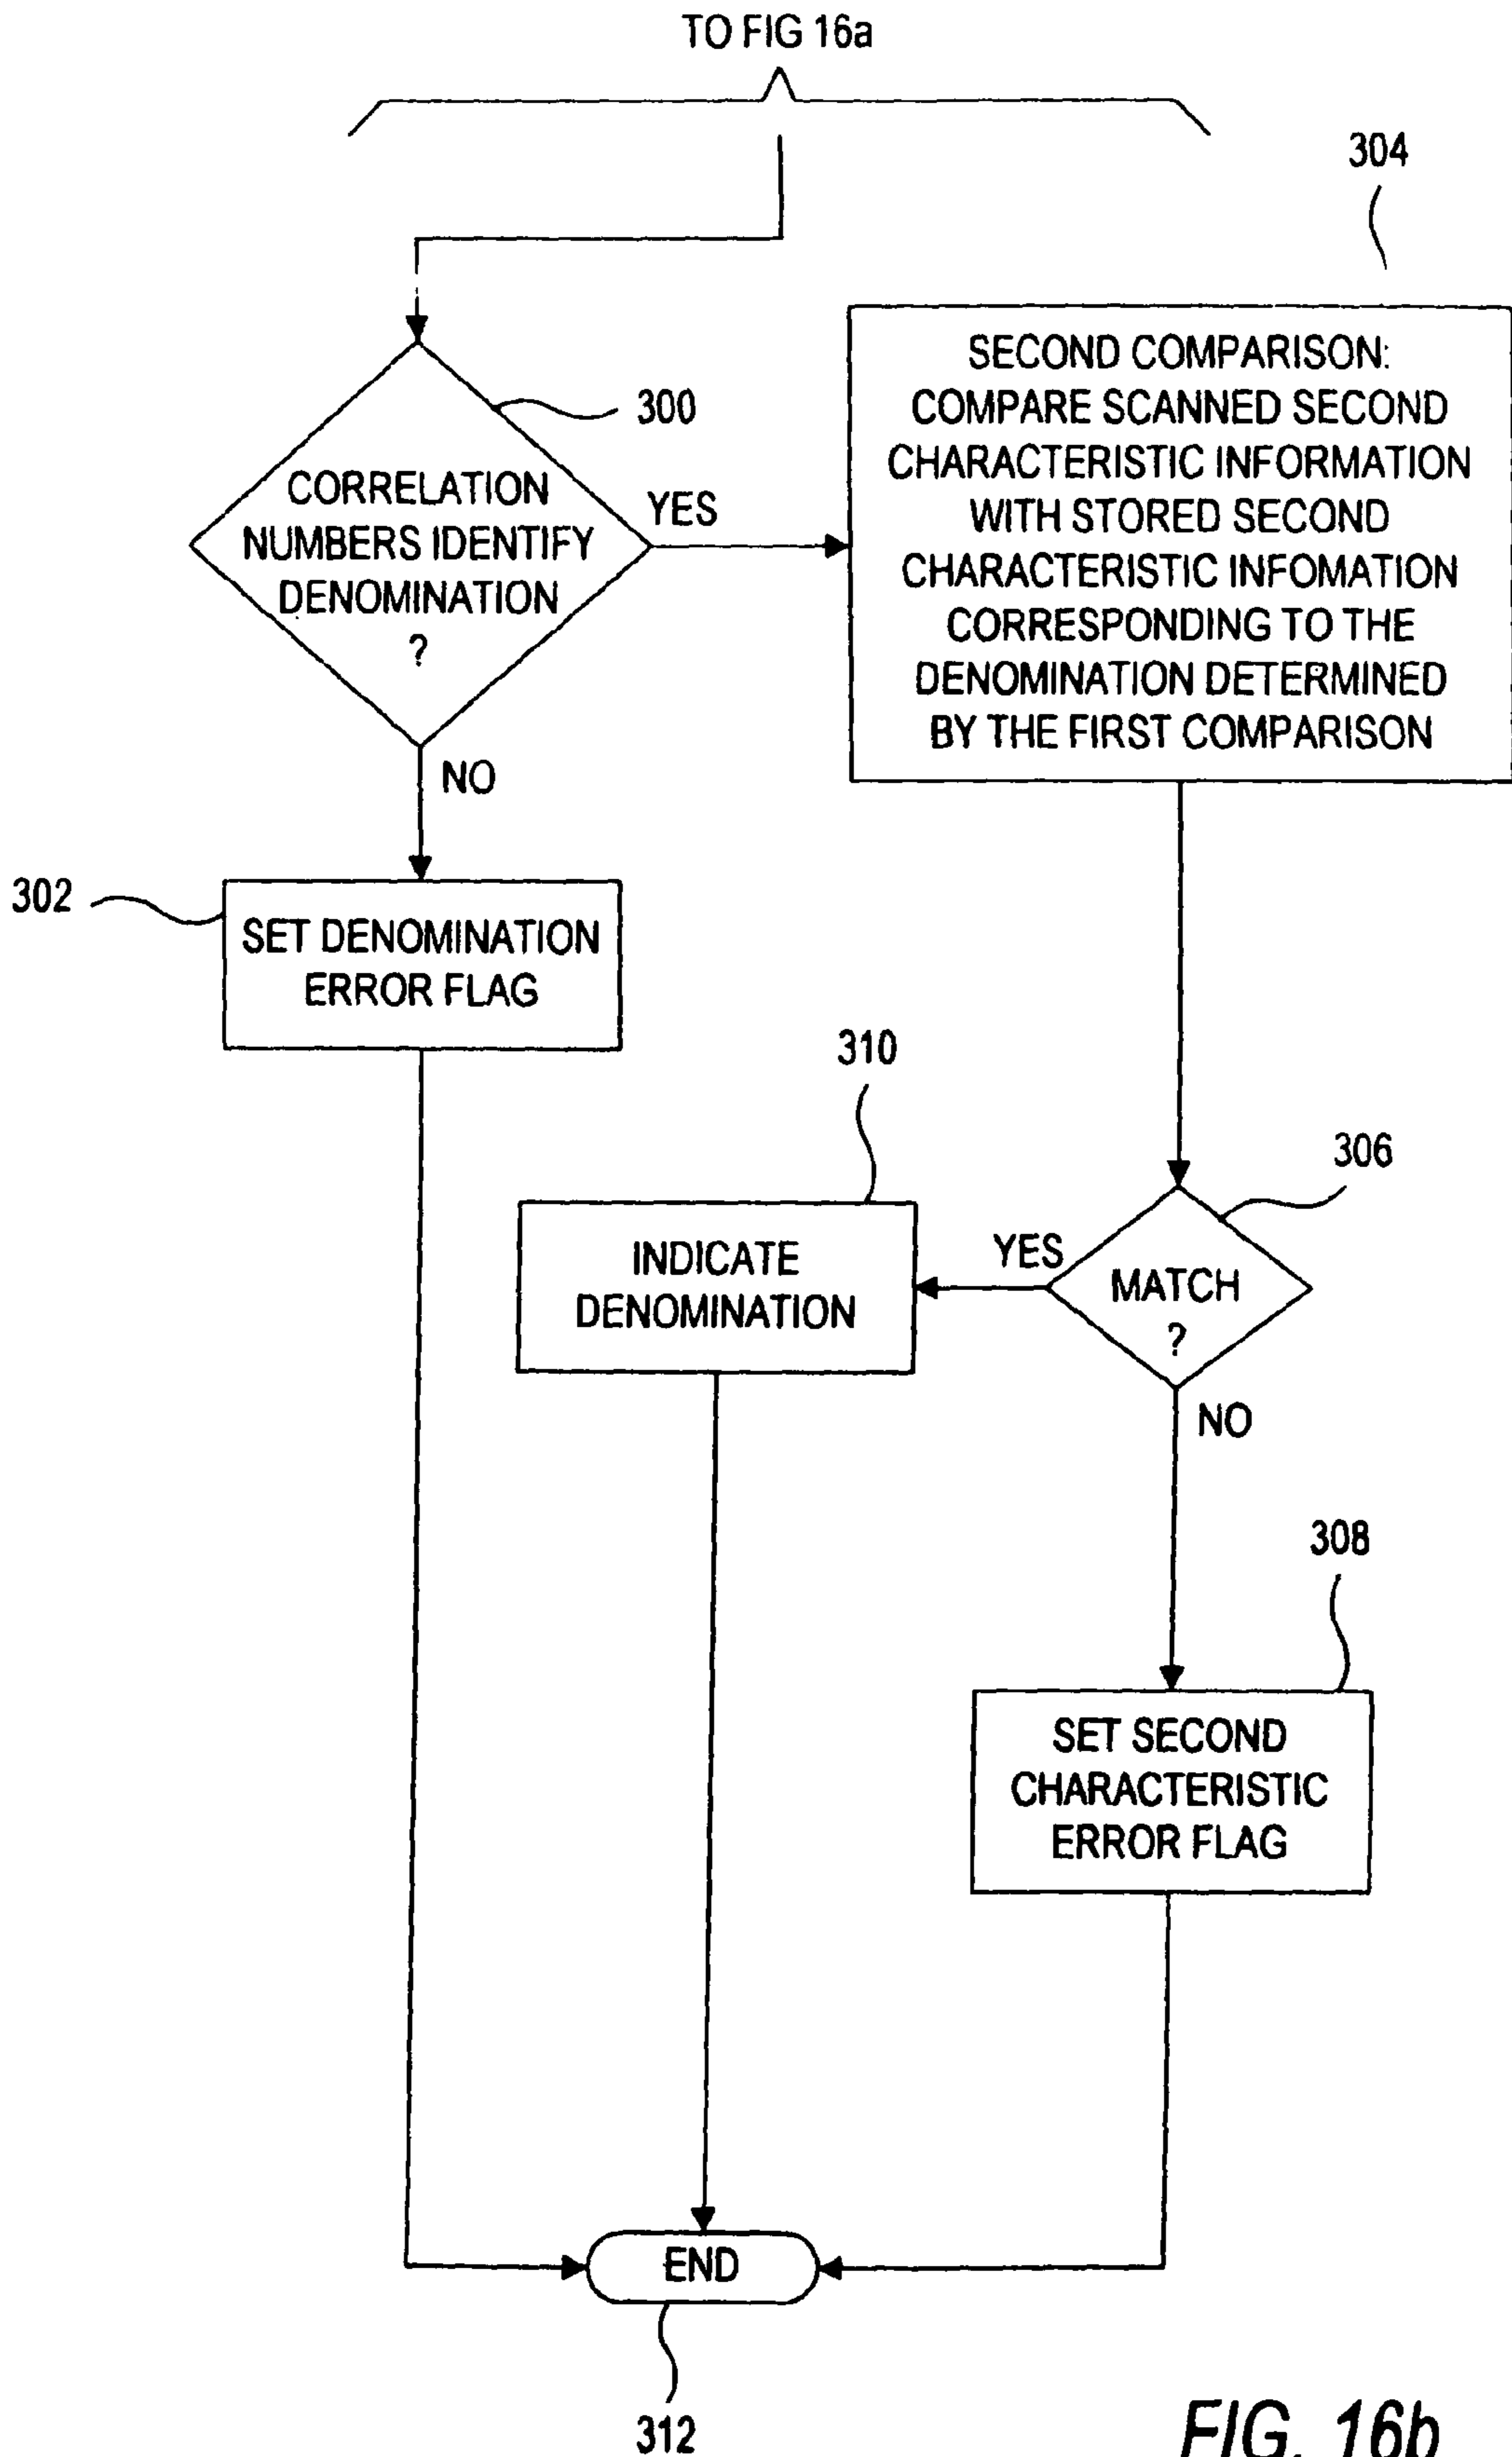 TO FIG 16a
304
300
CORRELATION
NUMBERS IDENTIFY
DENOMINATION
?
YES
NO
SECOND COMPARISON:
COMPARE SCANNED SECOND
CHARACTERISTIC INFORMATION
WITH STORED SECOND
CHARACTERISTIC INFOMATION
CORRESPONDING TO THE
DENOMINATION DETERMINED
BY THE FIRST COMPARISON
302
SET DENOMINATION
ERROR FLAG
310
INDICATE
DENOMINATION
306
YES
MATCH
?
NO
308
SET SECOND
CHARACTERISTIC
ERROR FLAG
END
312
FIG. 16b